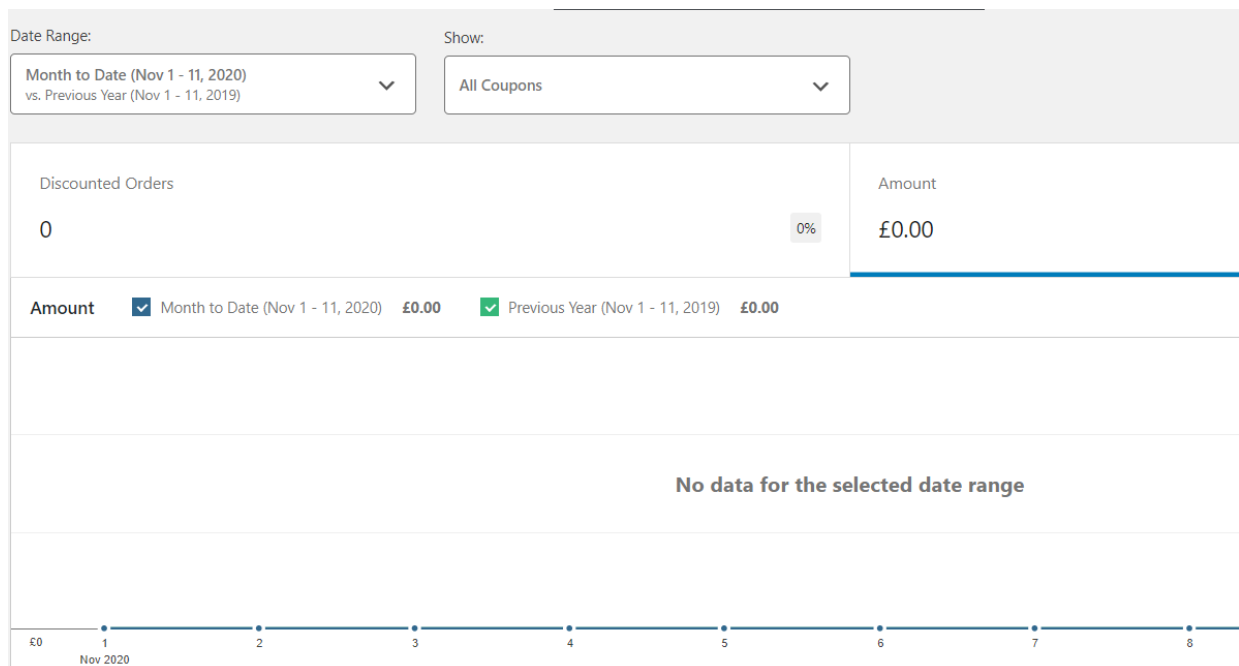 Date Range:
Show:
Month to Date (Nov 1 - 11, 2020)
vs. Previous Year (Nov 1 - 11, 2019)
All Coupons
Discounted Orders
Amount
0
0%
£0.00
Amount
Month to Date (Nov 1 - 11, 2020) £0.00
Previous Year (Nov 1 - 11, 2019) £0.00
No data for the selected date range
£0
1 2 3 4 5 6 7 8
Nov 2020